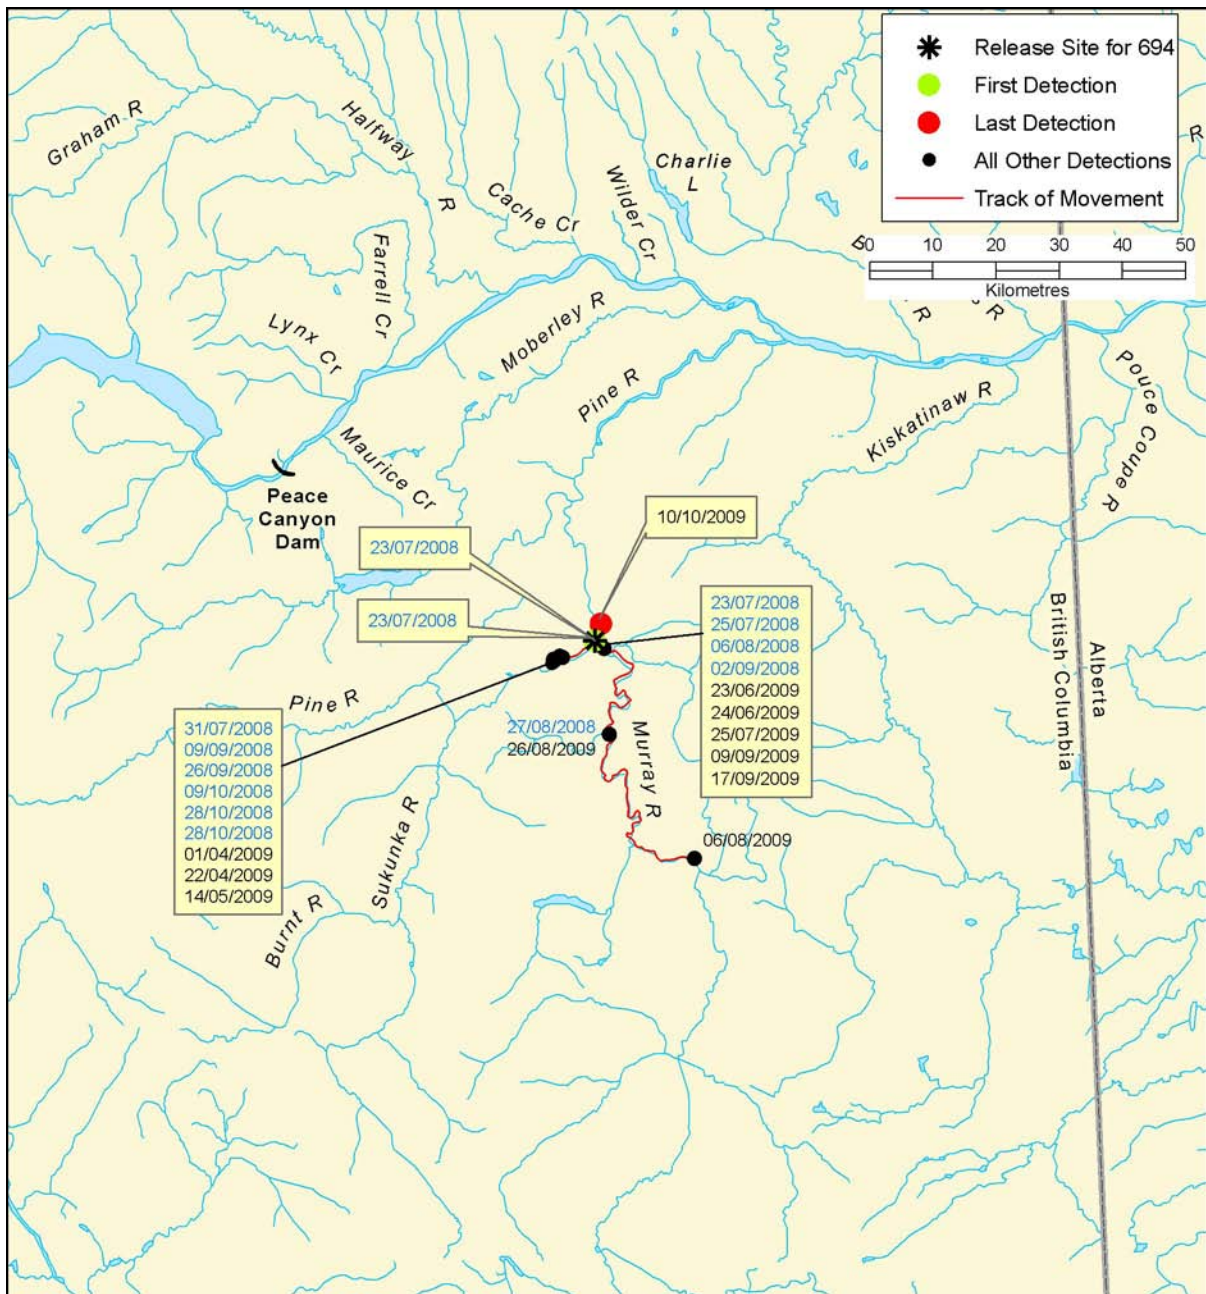 Release Site for 694
First Detection
Last Detection
All Other Detections
Track of Movement
0 10 20 30 40 50
Kilometres
Graham R
Halfway R
Cache Cr
Wilder Cr
Charlie L
R
B
R
R
Farrell Cr
Lynx Cr
Moberley R
Pine R
Maurice Cr
Kiskatinaw R
Pouce Coupe R
Peace
Canyon
Dam
10/10/2009
23/07/2008
23/07/2008
23/07/2008
25/07/2008
06/08/2008
02/09/2008
23/06/2009
24/06/2009
25/07/2009
09/09/2009
17/09/2009
British Columbia
Alberta
Pine R
31/07/2008
09/09/2008
26/09/2008
09/10/2008
28/10/2008
28/10/2008
01/04/2009
22/04/2009
14/05/2009
27/08/2008
26/08/2009
Murray R
06/08/2009
Sukunka R
Burnt R